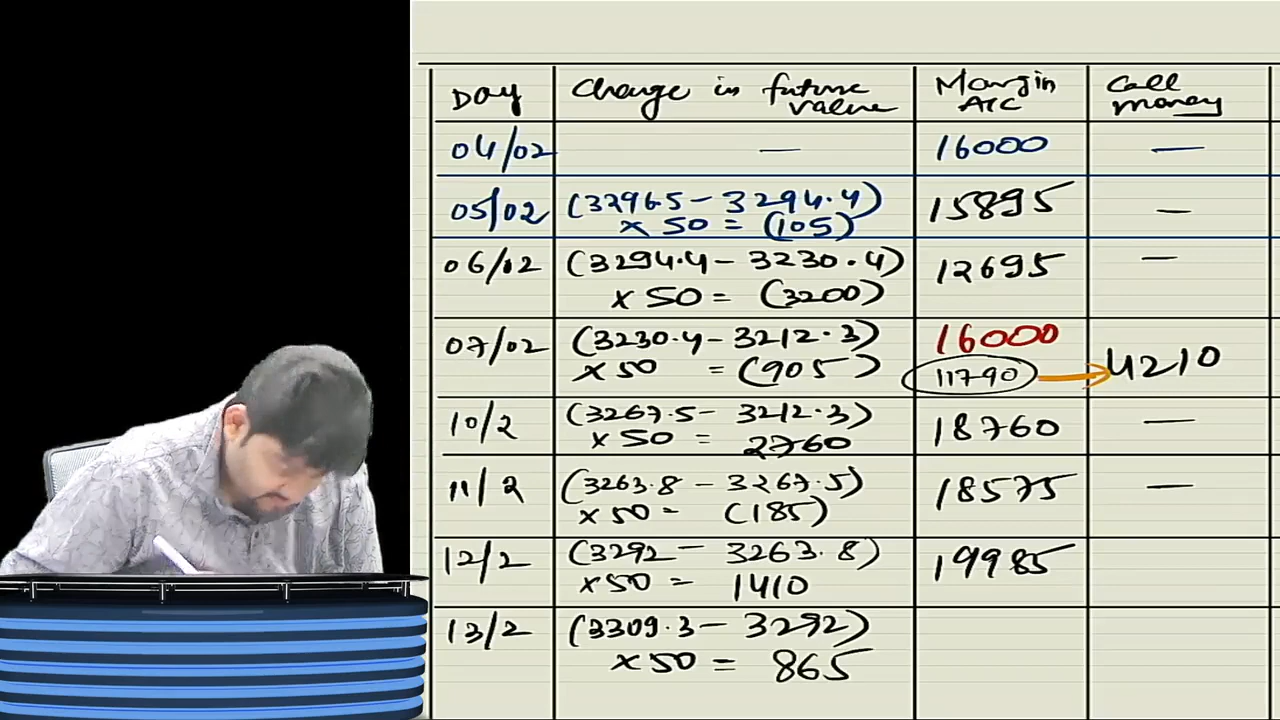 Day Change in future value Margin A/C Call money
04/02 — 16000 —
05/02 (3296.5 - 3294.4) × 50 = (105) 15895 —
06/02 (3294.4 - 3230.4) × 50 = (3200) 12695 —
07/02 (3230.4 - 3212.3) × 50 = (905) 16000 11790 → 4210
10/2 (3267.5 - 3212.3) × 50 = 2760 18760 —
11/2 (3263.8 - 3267.5) × 50 = (185) 18575 —
12/2 (3292 - 3263.8) × 50 = 1410 19985
13/2 (3309.3 - 3292) × 50 = 865